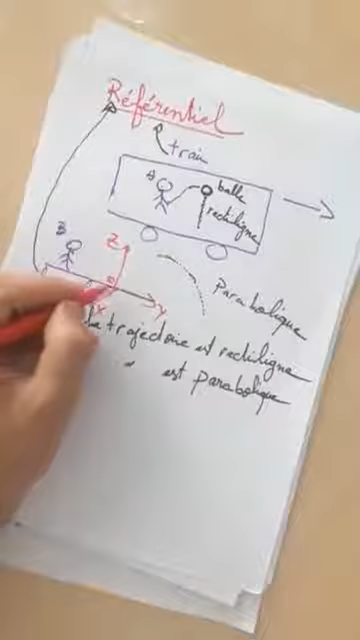 Référentiel
train
A
balle
rectiligne
B
Z
O
X
Y
Parabolique
La trajectoire est rectiligne
" est parabolique